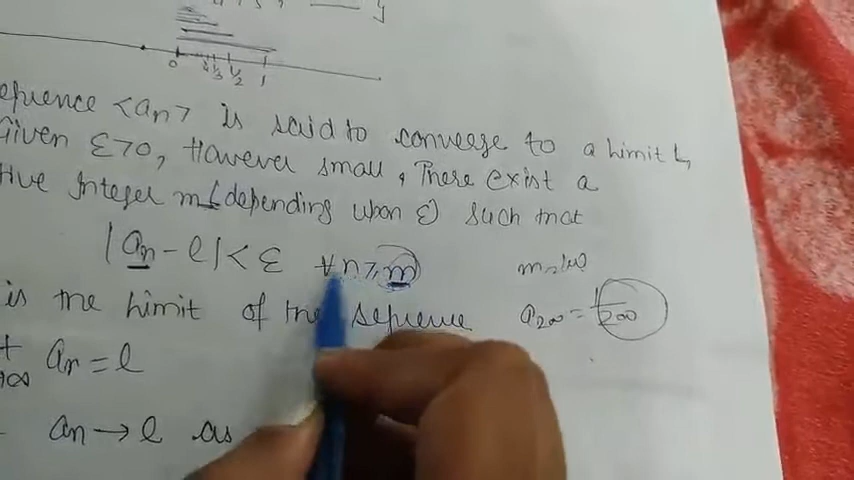 0 1/4 1/3 1/2 1
equence <an> is said to converge to a limit L,
Given ε>0, However small, There exist a
tive Integer m (depending upon ε) such that
|an - l| < ε ∀ n ≥ m
is the limit of the sequence
a200 = 1/200
an = l
an → l as